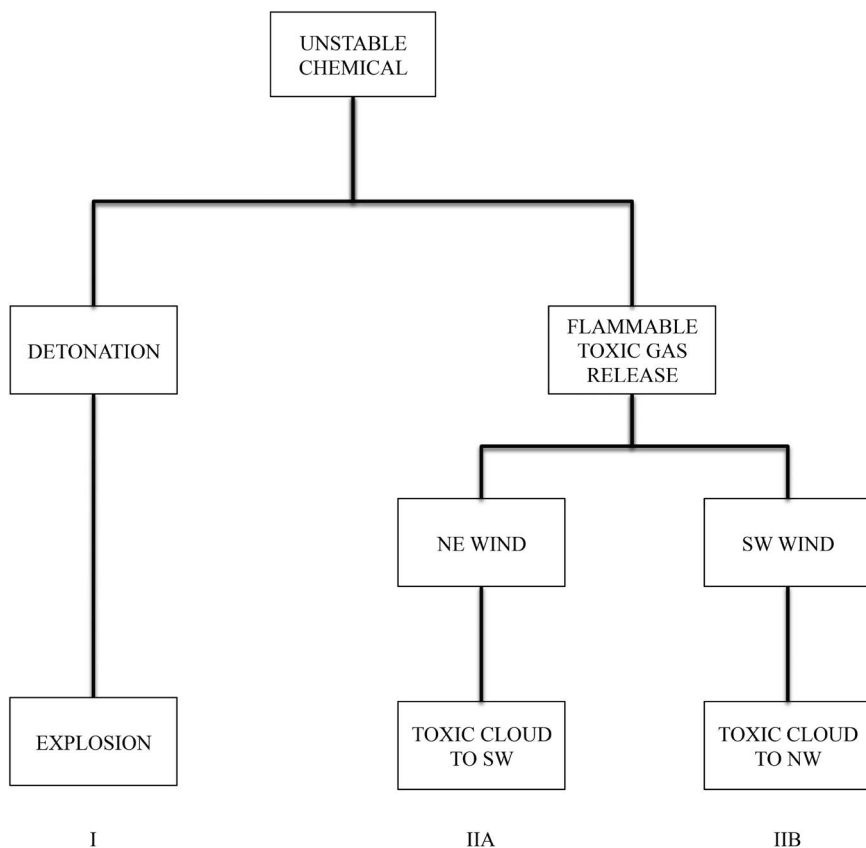 UNSTABLE
CHEMICAL
DETONATION
FLAMMABLE
TOXIC GAS
RELEASE
NE WIND
SW WIND
EXPLOSION
TOXIC CLOUD
TO SW
TOXIC CLOUD
TO NW
I
IIA
IIB